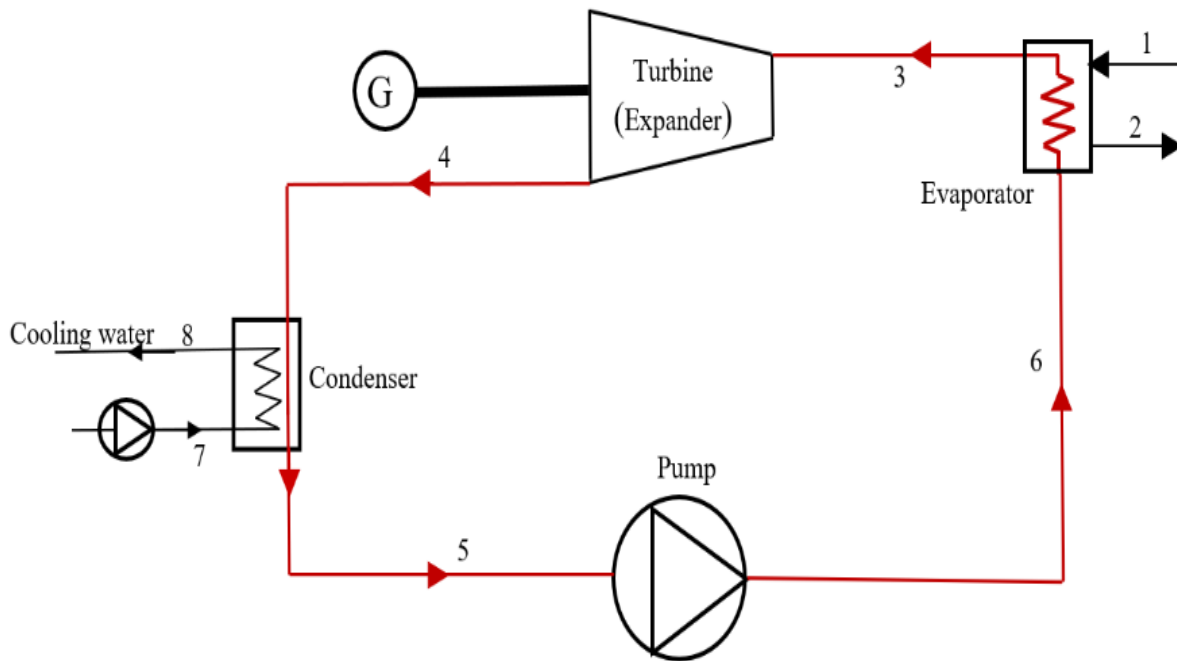 1
Turbine
(Expander)
G
3
2
4
Evaporator
Cooling water
8
Condenser
6
7
Pump
5